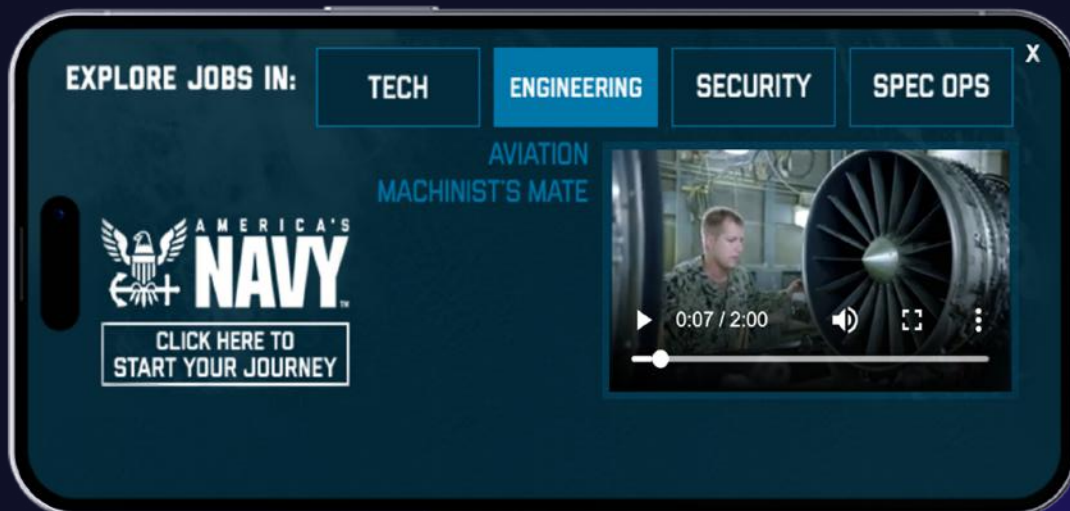 EXPLORE JOBS IN:
TECH
ENGINEERING
SECURITY
SPEC OPS
X
AVIATION
MACHINIST'S MATE
AMERICA'S
NAVY™
CLICK HERE TO
START YOUR JOURNEY
0:07 / 2:00